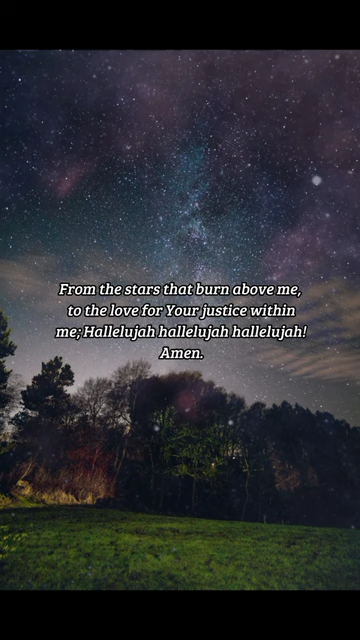 From the stars that burn above me,
to the love for Your justice within
me; Hallelujah hallelujah hallelujah!
Amen.